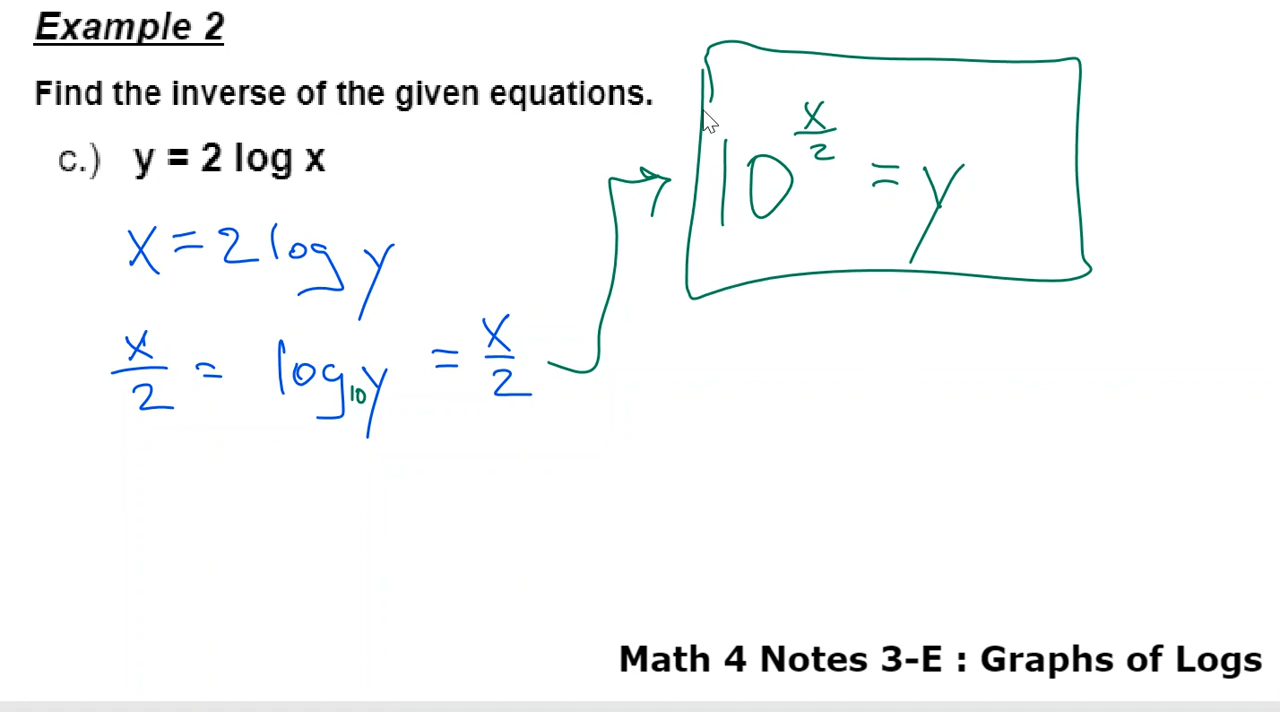 Example 2
Find the inverse of the given equations.
c.) y = 2 log x
x = 2 log y
x/2 = log₁₀y = x/2
10^(x/2) = y
Math 4 Notes 3-E : Graphs of Logs